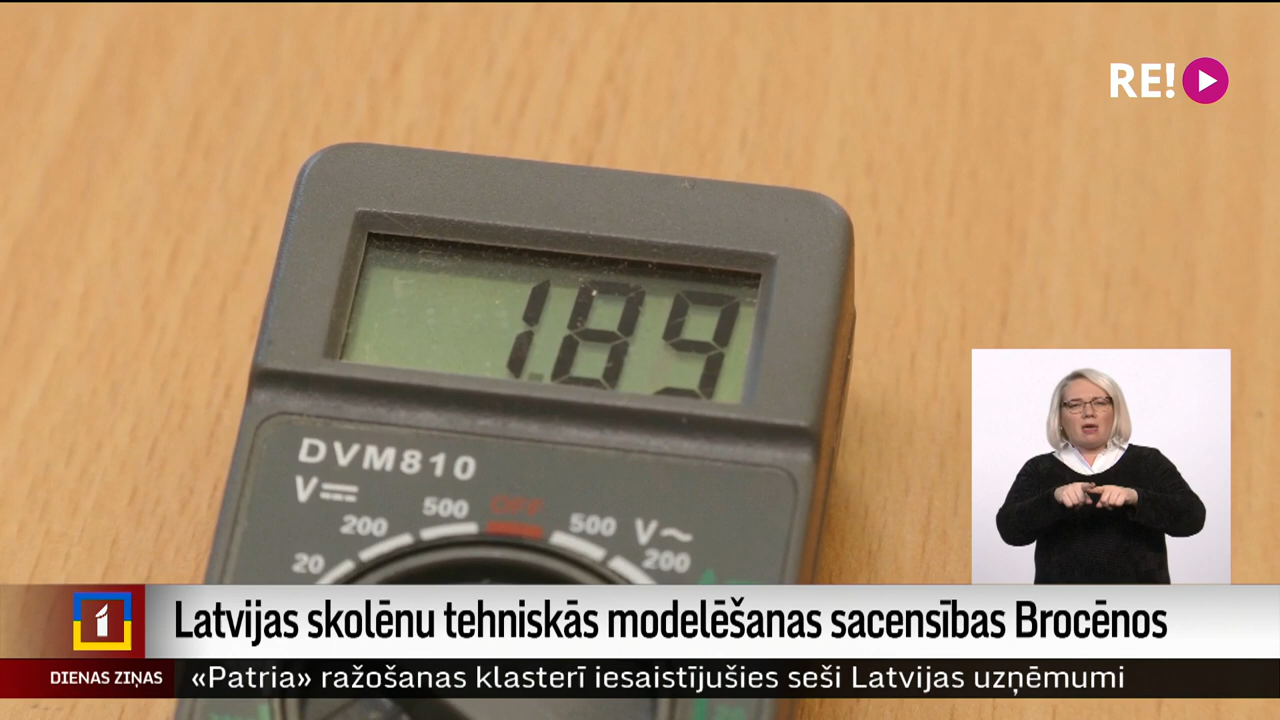 RE!
1.89
DVM810
V
500
OFF
500
V~
200
200
20
1
Latvijas skolēnu tehniskās modelēšanas sacensības Brocēnos
DIENAS ZIŅAS
«Patria» ražošanas klasterī iesaistījušies seši Latvijas uzņēmumi